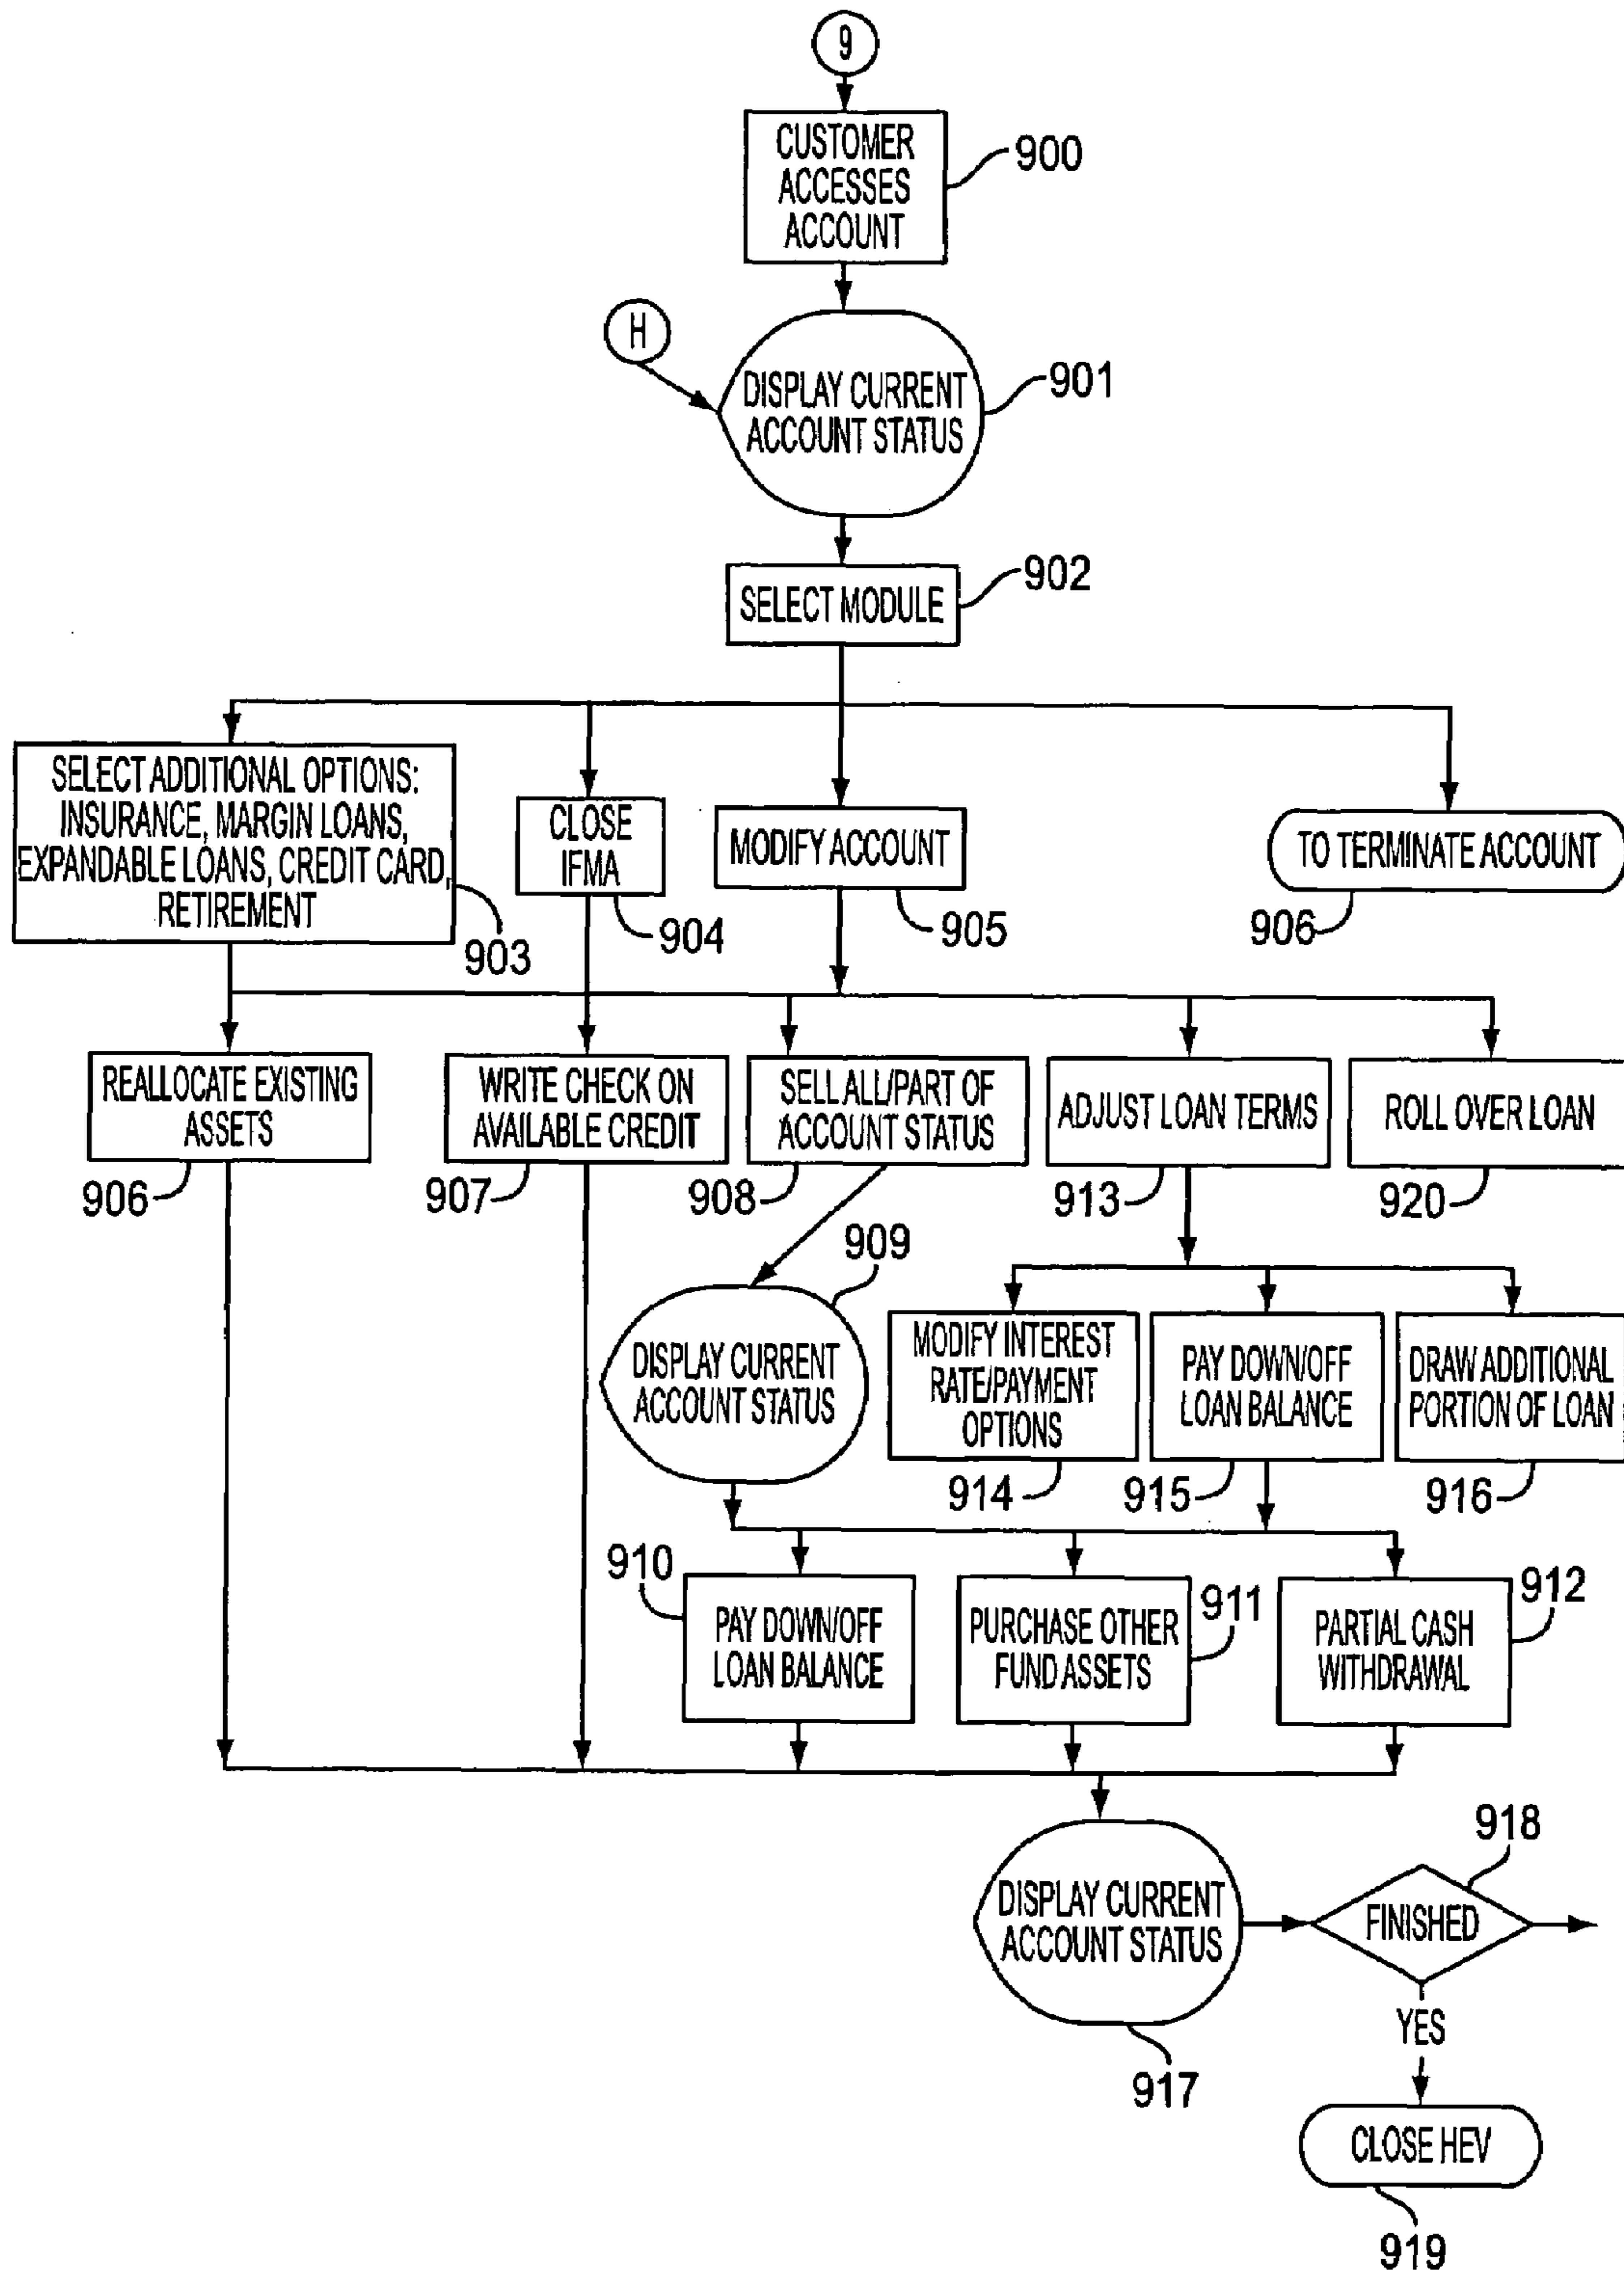 9
CUSTOMER
ACCESSES
ACCOUNT
900
H
DISPLAY CURRENT
ACCOUNT STATUS
901
SELECT MODULE
902
SELECT ADDITIONAL OPTIONS:
INSURANCE, MARGIN LOANS,
EXPANDABLE LOANS, CREDIT CARD,
RETIREMENT
903
CLOSE
IFMA
904
MODIFY ACCOUNT
905
TO TERMINATE ACCOUNT
906
REALLOCATE EXISTING
ASSETS
906
WRITE CHECK ON
AVAILABLE CREDIT
907
SELL ALL/PART OF
ACCOUNT STATUS
908
ADJUST LOAN TERMS
913
ROLL OVER LOAN
920
909
DISPLAY CURRENT
ACCOUNT STATUS
MODIFY INTEREST
RATE/PAYMENT
OPTIONS
914
PAY DOWN/OFF
LOAN BALANCE
915
DRAW ADDITIONAL
PORTION OF LOAN
916
910
PAY DOWN/OFF
LOAN BALANCE
PURCHASE OTHER
FUND ASSETS
911
PARTIAL CASH
WITHDRAWAL
912
DISPLAY CURRENT
ACCOUNT STATUS
917
918
FINISHED
YES
CLOSE HEV
919